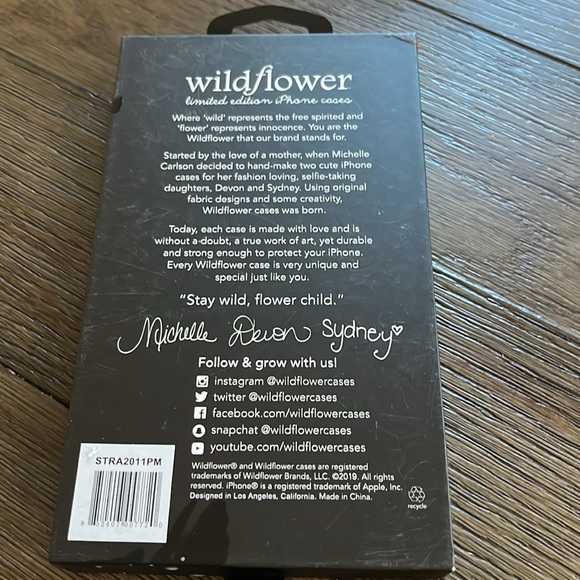 wildflower
limited edition iPhone cases
Where 'wild' represents the free spirited and
'flower' represents innocence. You are the
Wildflower that our brand stands for.
Started by the love of a mother, when Michelle
Carlson decided to hand-make two cute iPhone
cases for her fashion loving, selfie-taking
daughters, Devon and Sydney. Using original
fabric designs and some creativity,
Wildflower cases was born.
Today, each case is made with love and is
without a-doubt, a true work of art, yet durable
and strong enough to protect your iPhone.
Every Wildflower case is very unique and
special just like you.
"Stay wild, flower child."
Michelle Devon Sydney♡
Follow & grow with us!
instagram @wildflowercases
twitter @wildflowercases
facebook.com/wildflowercases
snapchat @wildflowercases
youtube.com/wildflowercases
Wildflower® and Wildflower cases are registered
trademarks of Wildflower Brands, LLC. ©2019. All rights
reserved. iPhone® is a registered trademark of Apple, Inc.
Designed in Los Angeles, California. Made in China.
recycle
STRA2011PM